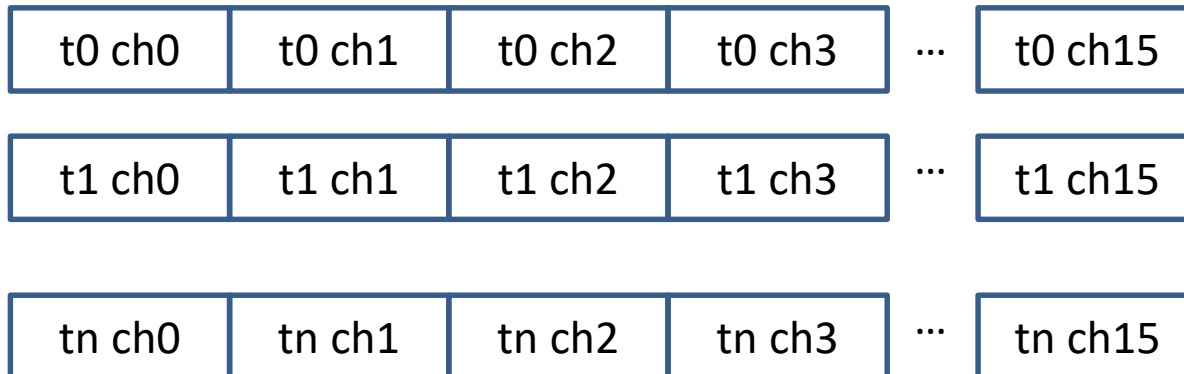 t0 ch0 t0 ch1 t0 ch2 t0 ch3 ... t0 ch15
t1 ch0 t1 ch1 t1 ch2 t1 ch3 ... t1 ch15
tn ch0 tn ch1 tn ch2 tn ch3 ... tn ch15